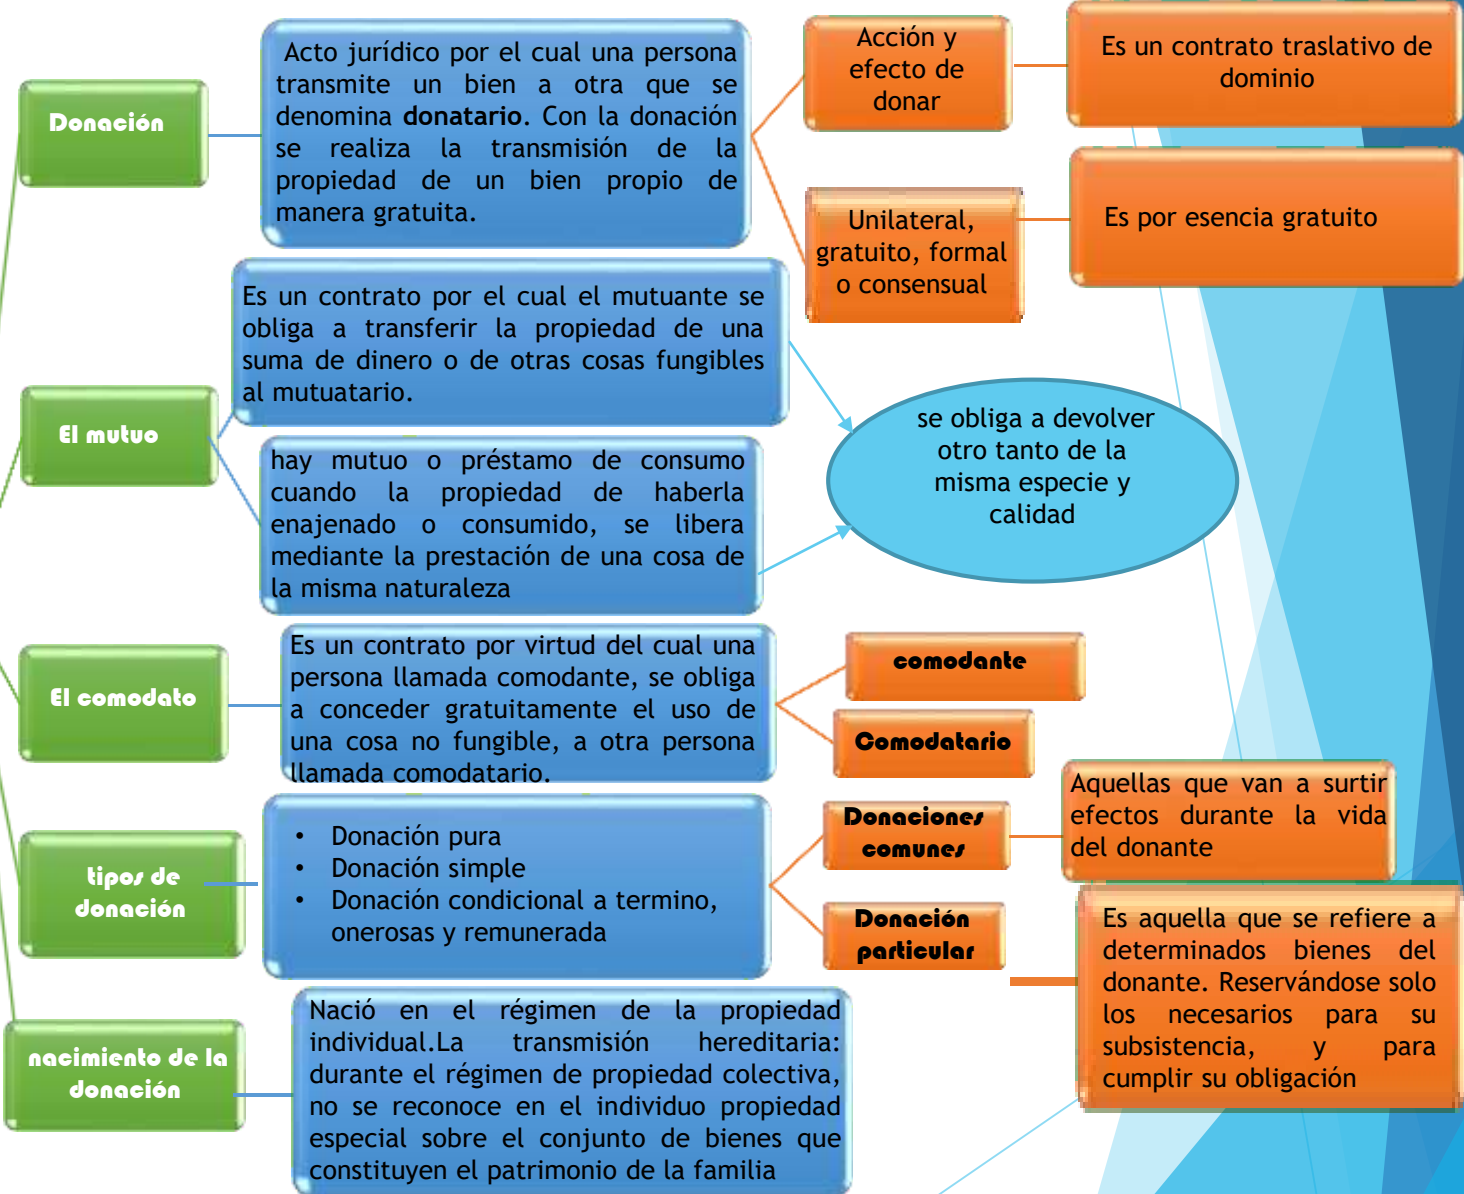 Donación
Acto jurídico por el cual una persona
transmite un bien a otra que se
denomina donatario. Con la donación
se realiza la transmisión de la
propiedad de un bien propio de
manera gratuita.
Acción y
efecto de
donar
Es un contrato traslativo de
dominio
Unilateral,
gratuito, formal
o consensual
Es por esencia gratuito
El mutuo
Es un contrato por el cual el mutuante se
obliga a transferir la propiedad de una
suma de dinero o de otras cosas fungibles
al mutuatario.
hay mutuo o préstamo de consumo
cuando la propiedad de haberla
enajenado o consumido, se libera
mediante la prestación de una cosa de
la misma naturaleza
se obliga a devolver
otro tanto de la
misma especie y
calidad
El comodato
Es un contrato por virtud del cual una
persona llamada comodante, se obliga
a conceder gratuitamente el uso de
una cosa no fungible, a otra persona
llamada comodatario.
comodante
Comodatario
tipos de
donación
• Donación pura
• Donación simple
• Donación condicional a termino,
onerosas y remunerada
Donaciones
comunes
Aquellas que van a surtir
efectos durante la vida
del donante
Donación
particular
Es aquella que se refiere a
determinados bienes del
donante. Reservándose solo
los necesarios para su
subsistencia, y para
cumplir su obligación
nacimiento de la
donación
Nació en el régimen de la propiedad
individual.La transmisión hereditaria:
durante el régimen de propiedad colectiva,
no se reconoce en el individuo propiedad
especial sobre el conjunto de bienes que
constituyen el patrimonio de la familia